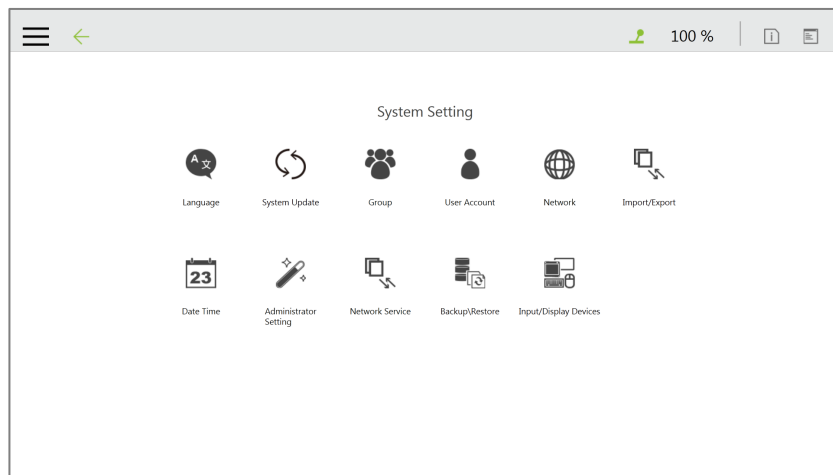 100 %
System Setting
A 文
Language
System Update
Group
User Account
Network
Import/Export
23
Date Time
Administrator
Setting
Network Service
Backup\Restore
Input/Display Devices